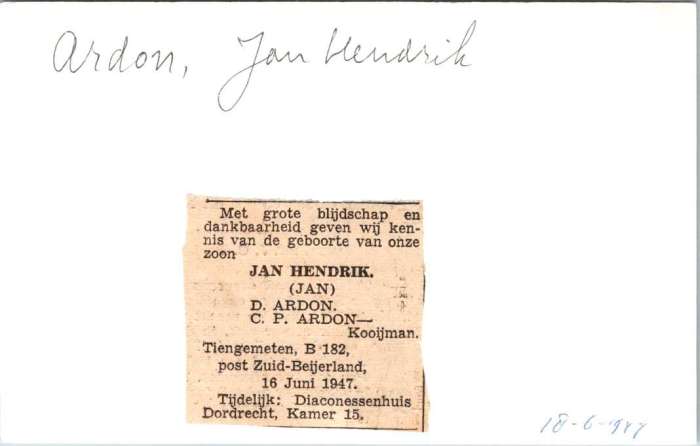 Ardon, Jan Hendrik
Met grote blijdschap en
dankbaarheid geven wij ken-
nis van de geboorte van onze
zoon
JAN HENDRIK.
(JAN)
D. ARDON.
C. P. ARDON—
Kooijman.
Tiengemeten, B 182,
post Zuid-Beijerland,
16 Juni 1947.
Tijdelijk: Diaconessenhuis
Dordrecht, Kamer 15.
18-6-1947